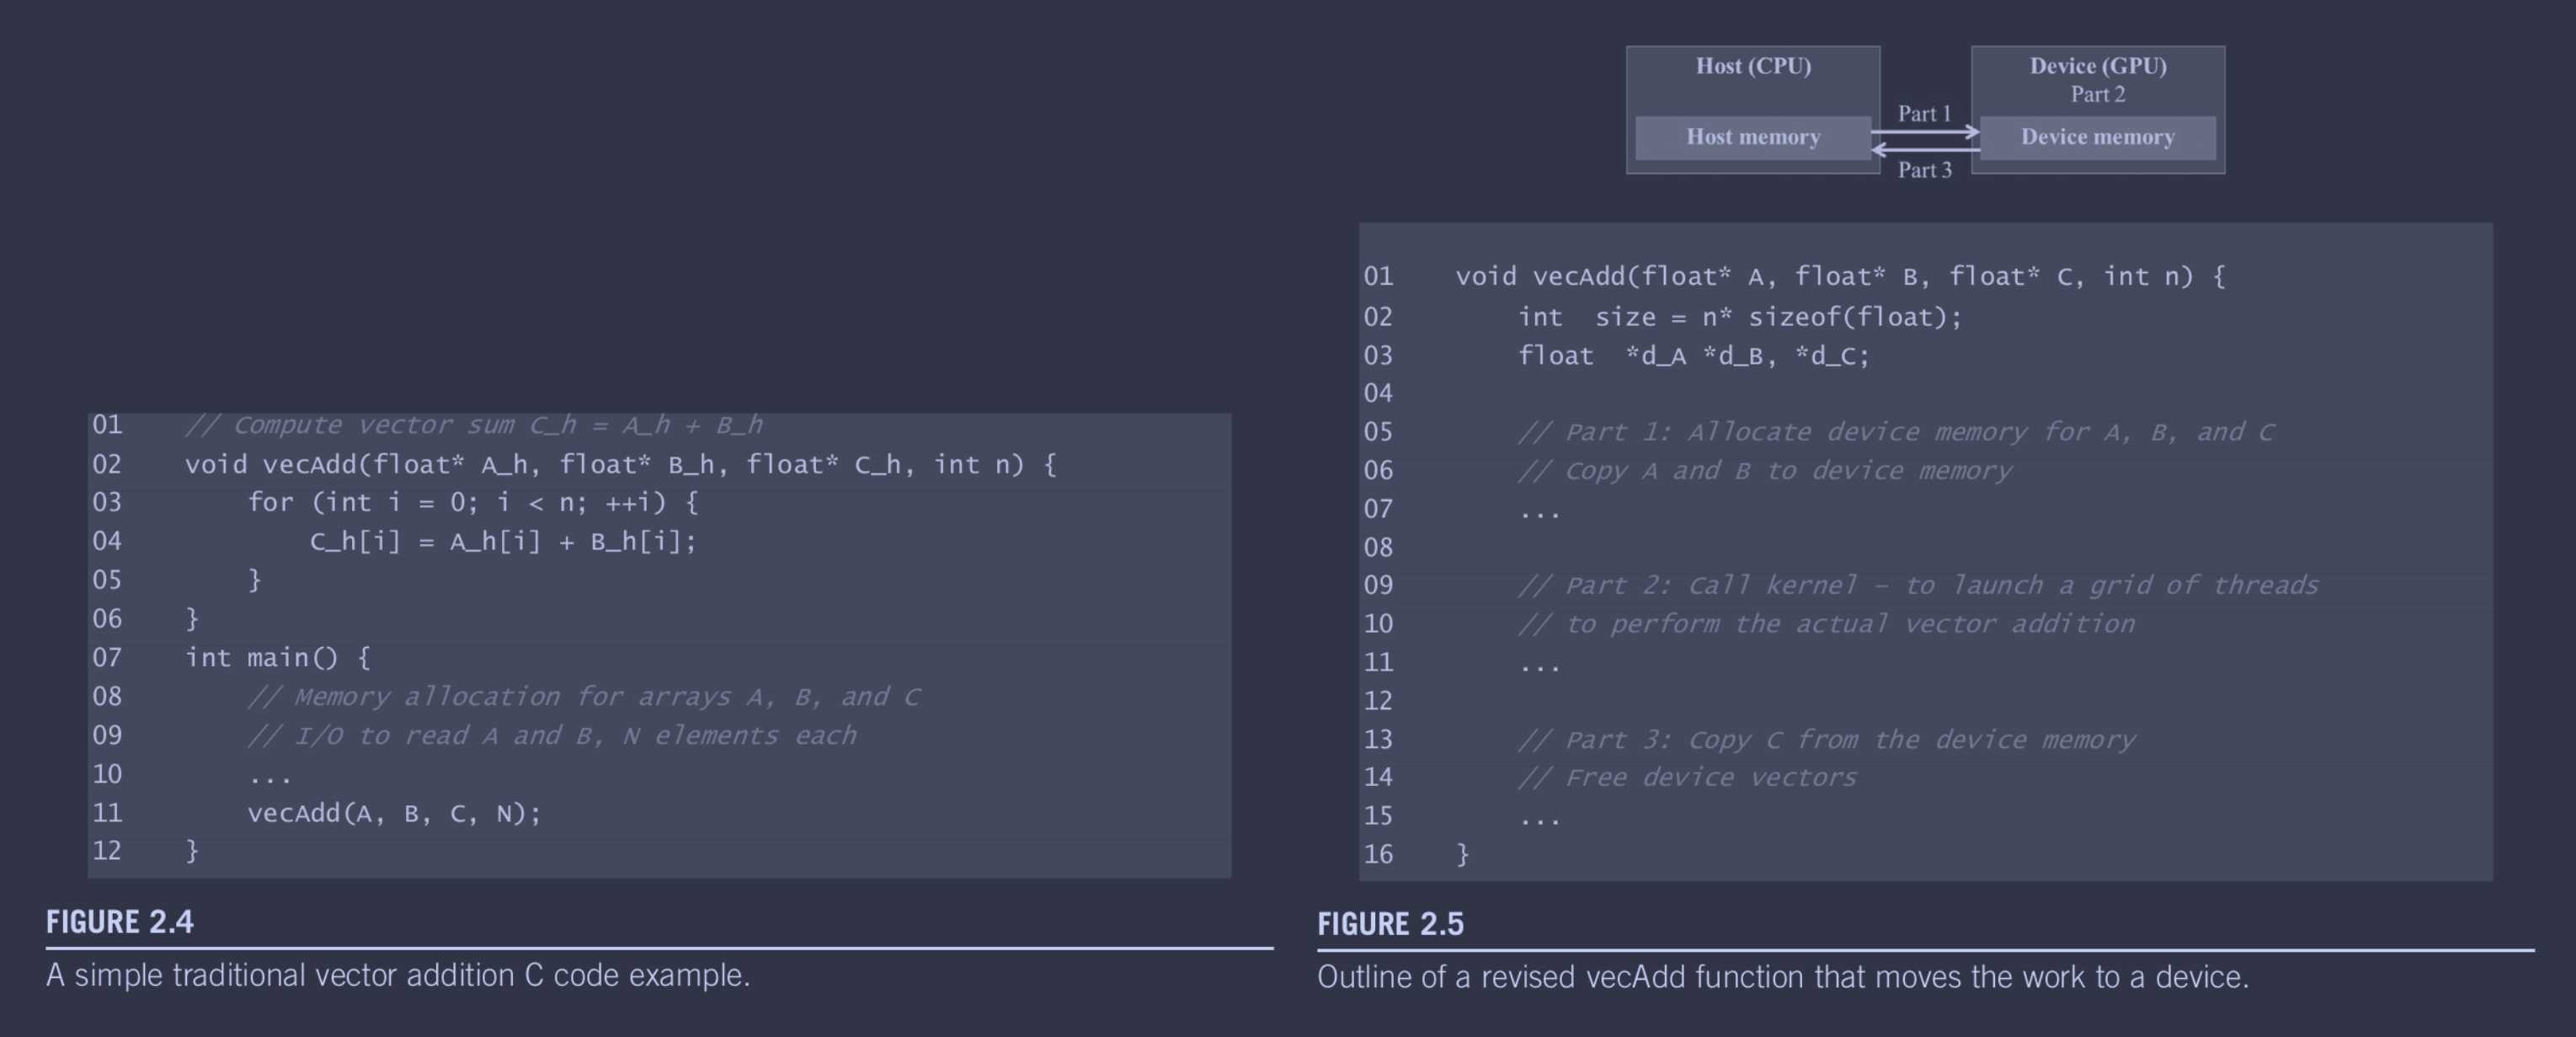 01 // Compute vector sum C_h = A_h + B_h
02 void vecAdd(float* A_h, float* B_h, float* C_h, int n) {
03 for (int i = 0; i < n; ++i) {
04 C_h[i] = A_h[i] + B_h[i];
05 }
06 }
07 int main() {
08 // Memory allocation for arrays A, B, and C
09 // I/O to read A and B, N elements each
10 ...
11 vecAdd(A, B, C, N);
12 }
FIGURE 2.4
A simple traditional vector addition C code example.
Host (CPU)
Device (GPU)
Part 2
Part 1
Host memory
Device memory
Part 3
01 void vecAdd(float* A, float* B, float* C, int n) {
02 int size = n* sizeof(float);
03 float *d_A *d_B, *d_C;
04
05 // Part 1: Allocate device memory for A, B, and C
06 // Copy A and B to device memory
07 ...
08
09 // Part 2: Call kernel – to launch a grid of threads
10 // to perform the actual vector addition
11 ...
12
13 // Part 3: Copy C from the device memory
14 // Free device vectors
15 ...
16 }
FIGURE 2.5
Outline of a revised vecAdd function that moves the work to a device.